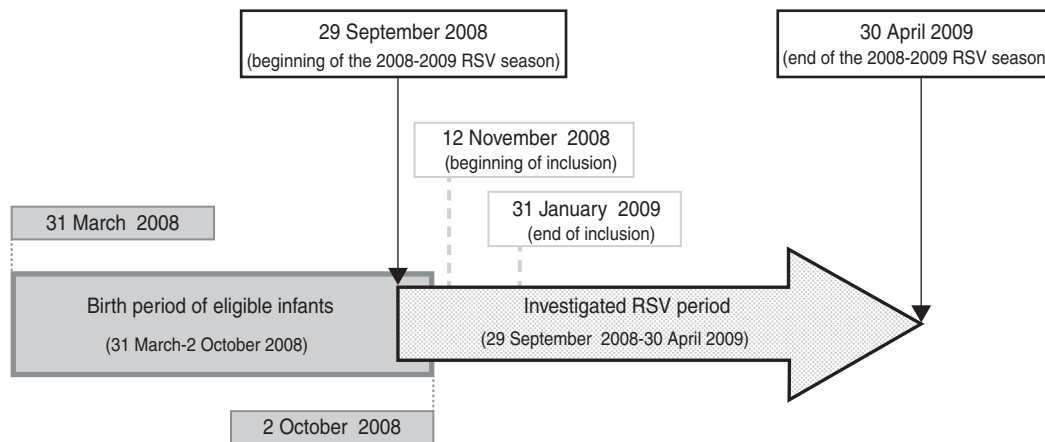 29 September 2008
(beginning of the 2008-2009 RSV season)
30 April 2009
(end of the 2008-2009 RSV season)
12 November 2008
(beginning of inclusion)
31 January 2009
(end of inclusion)
31 March 2008
Birth period of eligible infants
(31 March-2 October 2008)
Investigated RSV period
(29 September 2008-30 April 2009)
2 October 2008